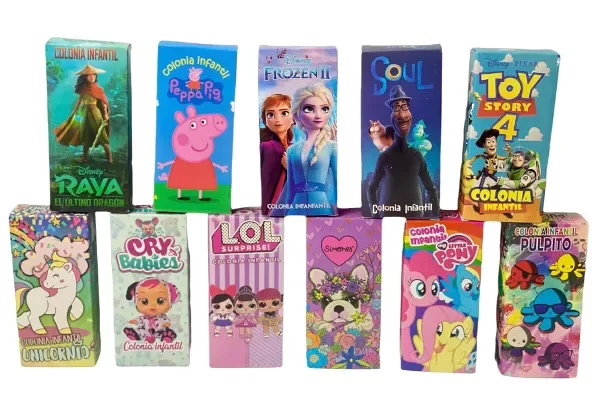 COLONIA INFANTIL
Disney
RAYA
EL ÚLTIMO DRAGÓN
Colonia infantil
Peppa Pig
Disney
FROZEN II
COLONIA INFANFANTIL
SOUL
Colonia Infantil
Disney PIXAR
TOY
STORY
4
COLONIA
INFANTIL
COLONIA INFANTIL
UNICORNIO
CRY
Babies
Colonia infantil
L.O.L
SURPRISE!
COLONIA INFANTIL
Simones
Colonia
Infantil
MY LITTLE
PONY
COLONIA INFANTIL
PULPITO